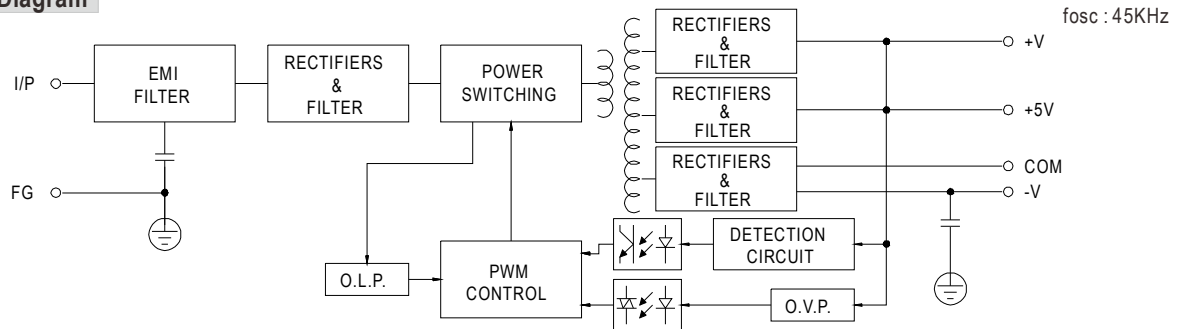 Diagram
fosc : 45KHz
I/P
EMI
FILTER
RECTIFIERS
&
FILTER
POWER
SWITCHING
RECTIFIERS
&
FILTER
+V
RECTIFIERS
&
FILTER
+5V
RECTIFIERS
&
FILTER
COM
-V
FG
O.L.P.
PWM
CONTROL
DETECTION
CIRCUIT
O.V.P.